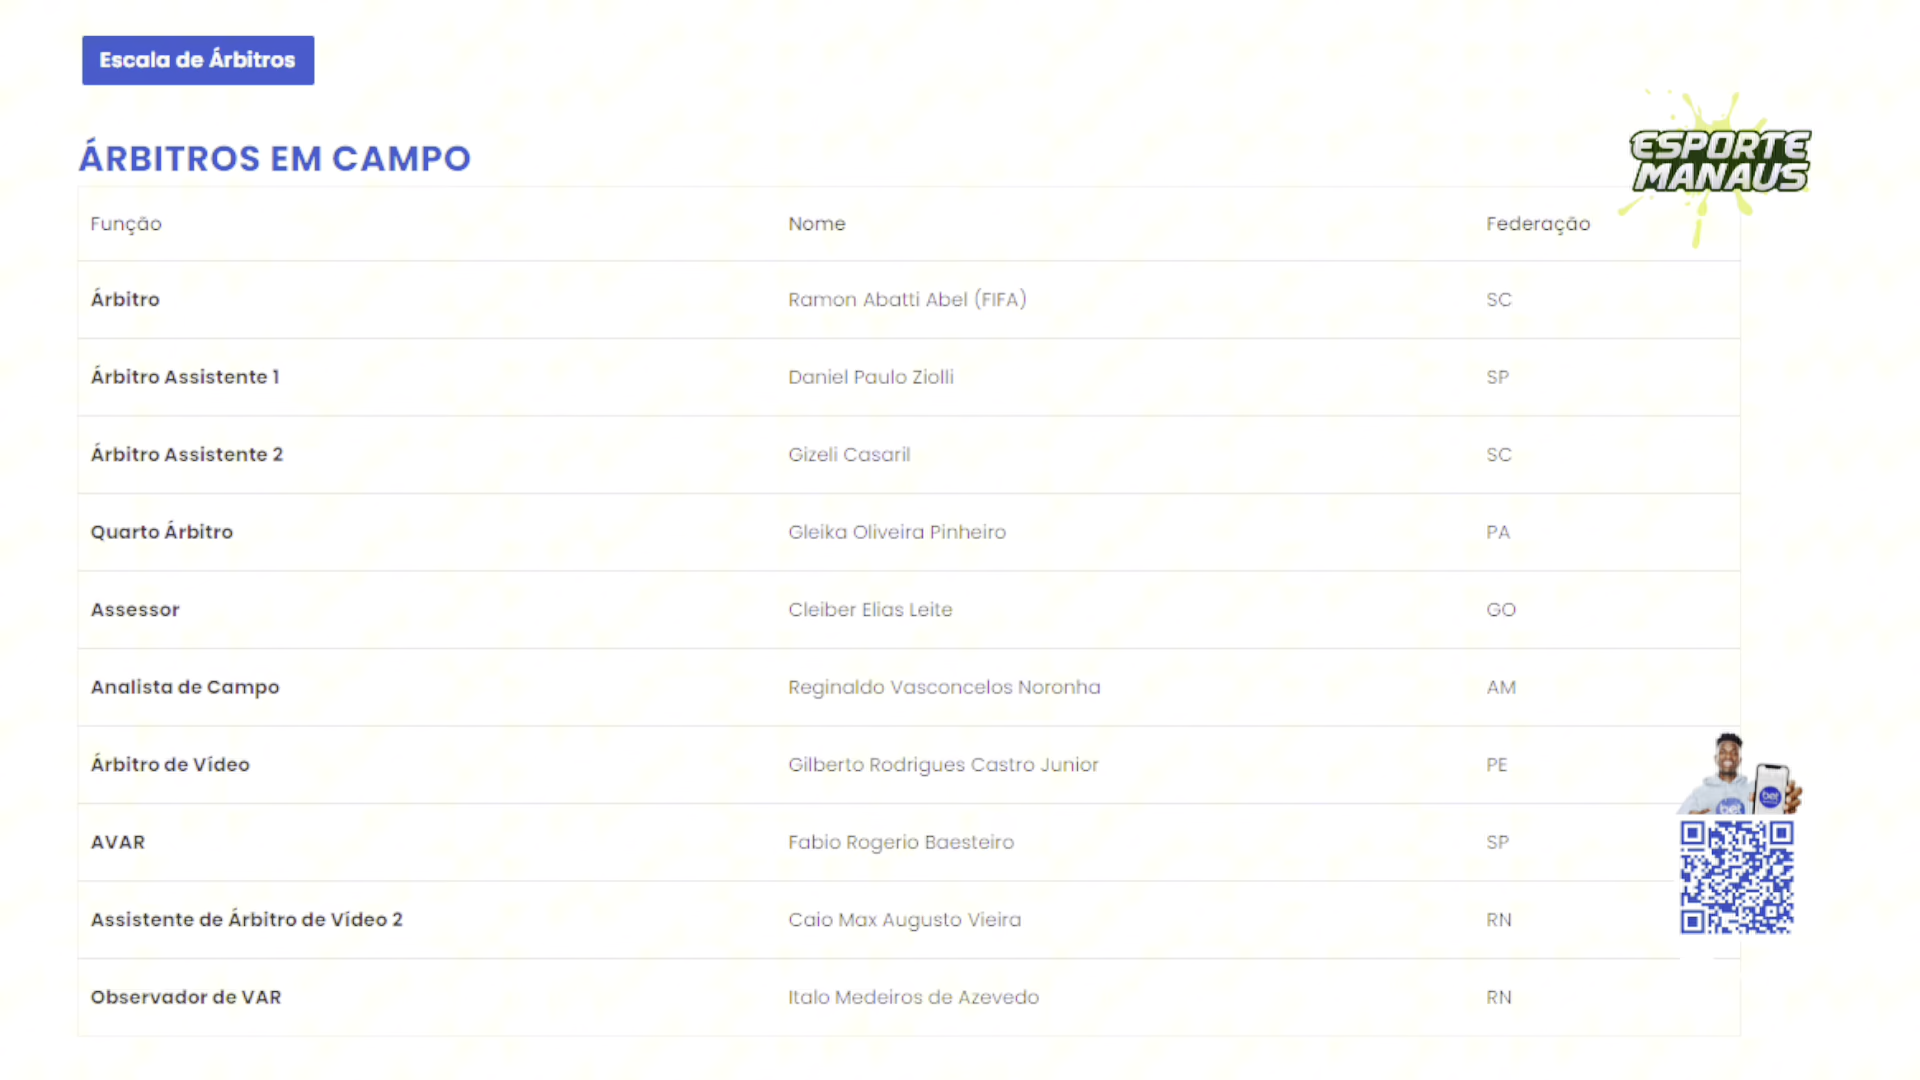 Escala de Árbitros
ÁRBITROS EM CAMPO
ESPORTE
MANAUS
Função Nome Federação
Árbitro Ramon Abatti Abel (FIFA) SC
Árbitro Assistente 1 Daniel Paulo Ziolli SP
Árbitro Assistente 2 Gizeli Casaril SC
Quarto Árbitro Gleika Oliveira Pinheiro PA
Assessor Cleiber Elias Leite GO
Analista de Campo Reginaldo Vasconcelos Noronha AM
Árbitro de Vídeo Gilberto Rodrigues Castro Junior PE
bet
bet
AVAR Fabio Rogerio Baesteiro SP
Assistente de Árbitro de Vídeo 2 Caio Max Augusto Vieira RN
Observador de VAR Italo Medeiros de Azevedo RN